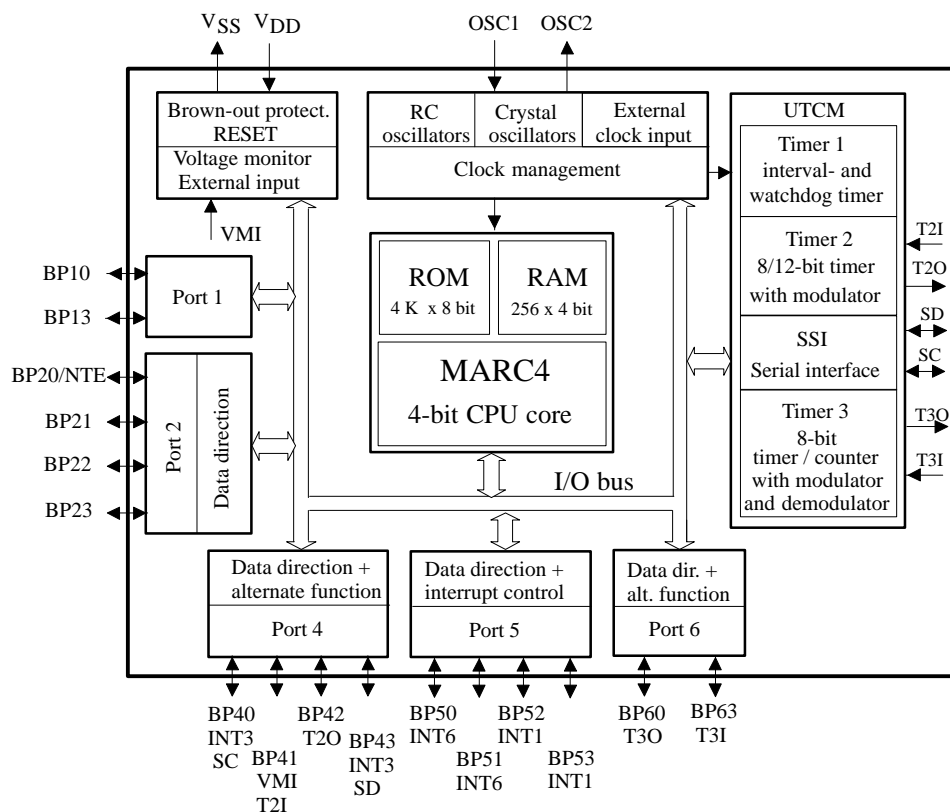 VSS
VDD
OSC1
OSC2
Brown-out protect.
RESET
Voltage monitor
External input
VMI
RC
oscillators
Crystal
oscillators
External
clock input
Clock management
UTCM
Timer 1
interval- and
watchdog timer
Timer 2
8/12-bit timer
with modulator
SSI
Serial interface
Timer 3
8-bit
timer / counter
with modulator
and demodulator
T2I
T2O
SD
SC
T3O
T3I
ROM
4 K x 8 bit
RAM
256 x 4 bit
MARC4
4-bit CPU core
I/O bus
BP10
BP13
Port 1
BP20/NTE
BP21
BP22
BP23
Port 2
Data direction
Data direction +
alternate function
Port 4
Data direction +
interrupt control
Port 5
Data dir. +
alt. function
Port 6
BP40
INT3
SC
BP41
VMI
T2I
BP42
T2O
BP43
INT3
SD
BP50
INT6
BP51
INT6
BP52
INT1
BP53
INT1
BP60
T3O
BP63
T3I